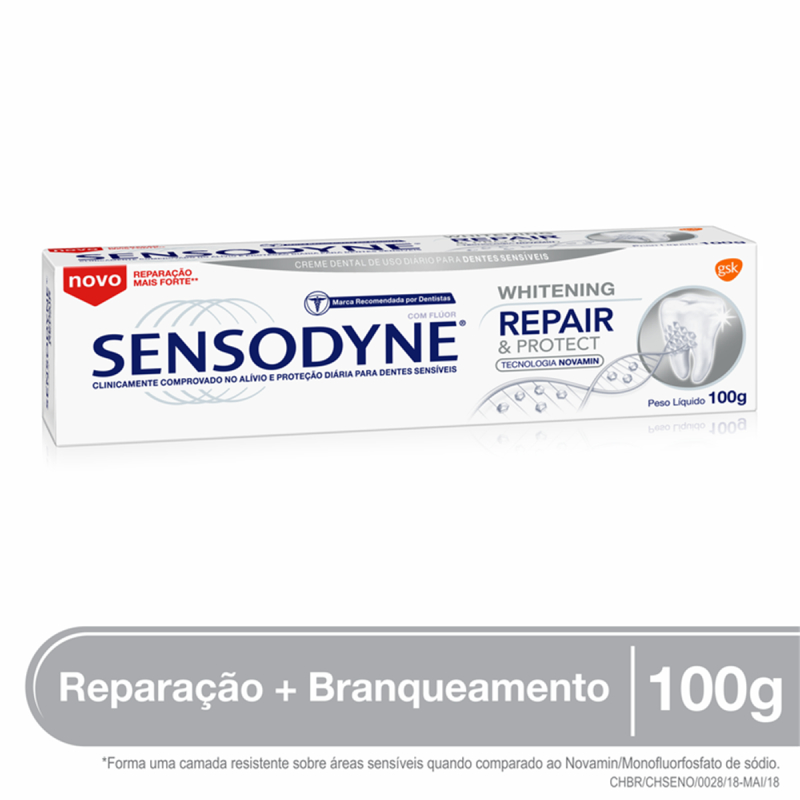 SENSODYNE
WHITENING
REPAIR
Peso Líquido 100g
CREME DENTAL DE USO DIÁRIO PARA DENTES SENSÍVEIS
novo
REPARAÇÃO
MAIS FORTE**
Marca Recomendada por Dentistas
COM FLÚOR
SENSODYNE®
CLINICAMENTE COMPROVADO NO ALÍVIO E PROTEÇÃO DIÁRIA PARA DENTES SENSÍVEIS
WHITENING
REPAIR
& PROTECT
TECNOLOGIA NOVAMIN
gsk
Peso Líquido 100g
Reparação + Branqueamento
100g
*Forma uma camada resistente sobre áreas sensíveis quando comparado ao Novamin/Monofluorfosfato de sódio.
CHBR/CHSENO/0028/18-MAI/18